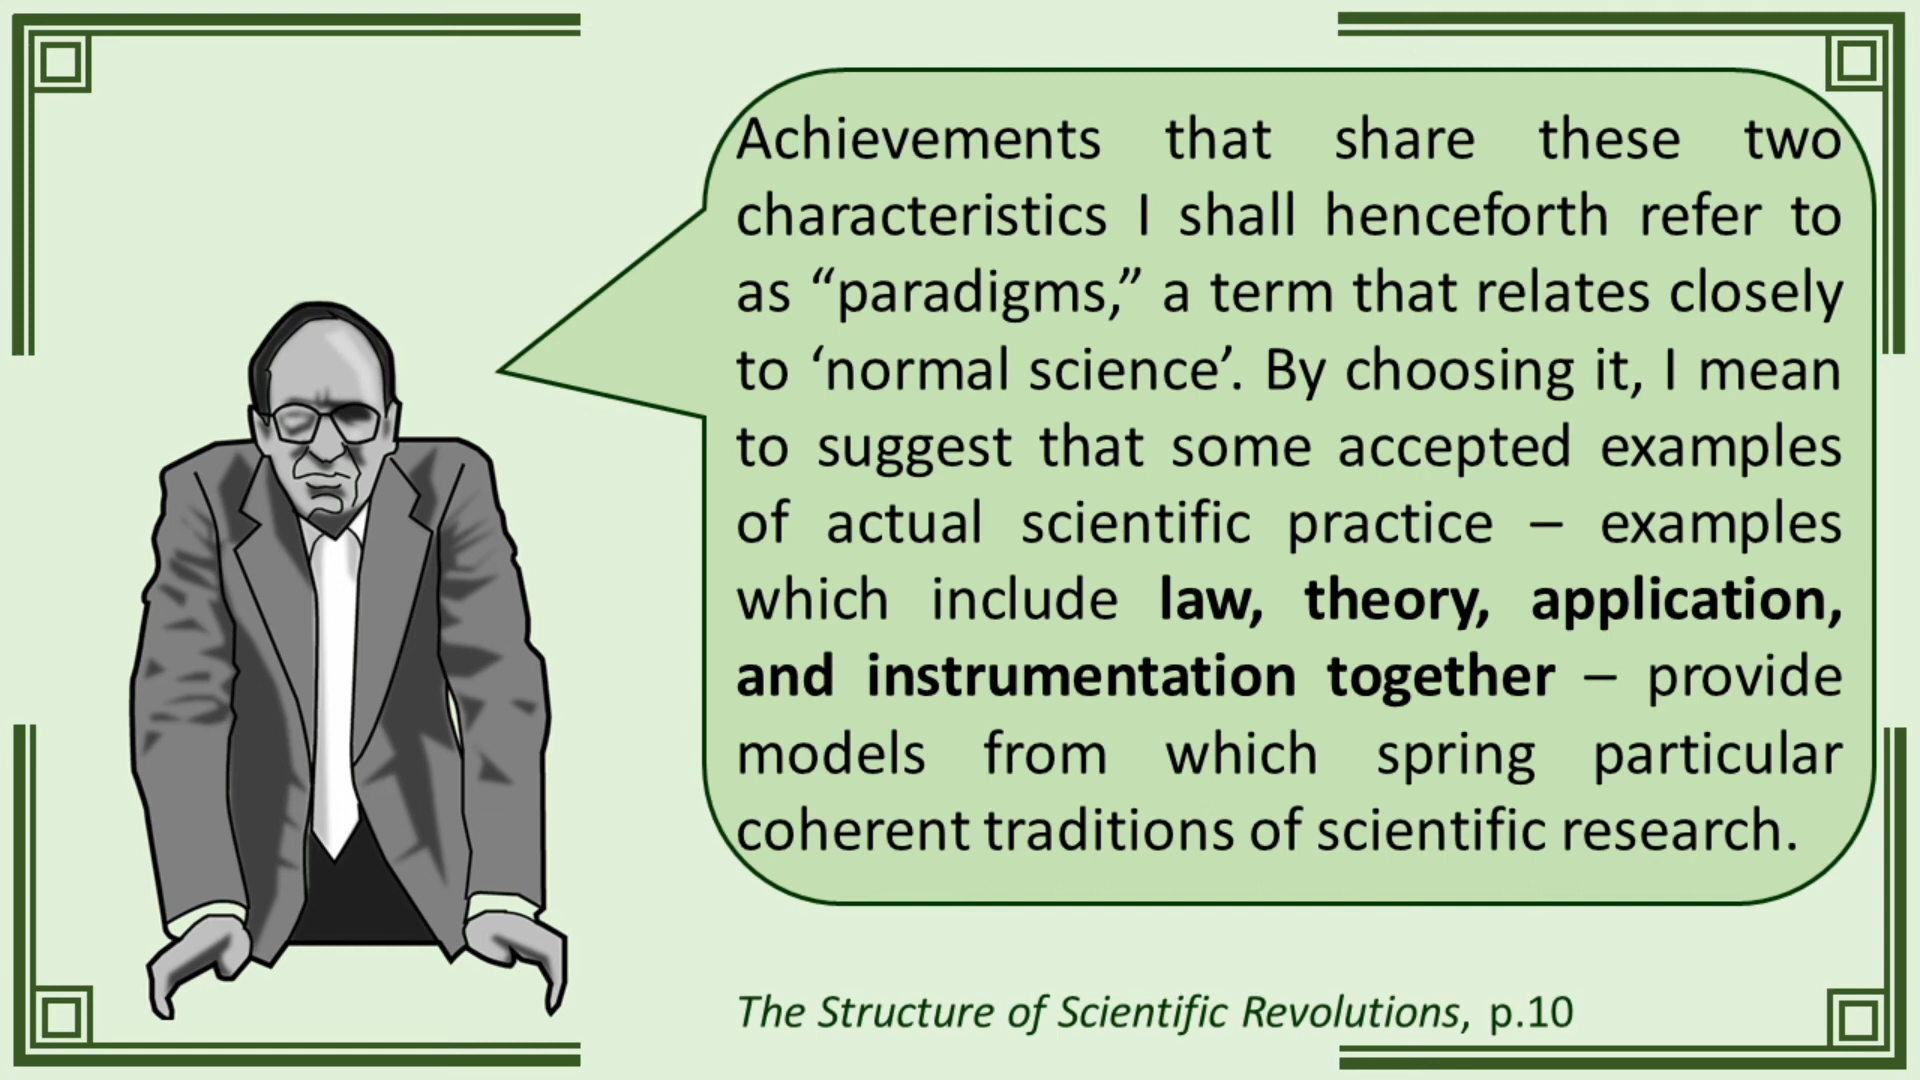 Achievements that share these two
characteristics I shall henceforth refer to
as “paradigms,” a term that relates closely
to ‘normal science’. By choosing it, I mean
to suggest that some accepted examples
of actual scientific practice – examples
which include law, theory, application,
and instrumentation together – provide
models from which spring particular
coherent traditions of scientific research.
The Structure of Scientific Revolutions, p.10